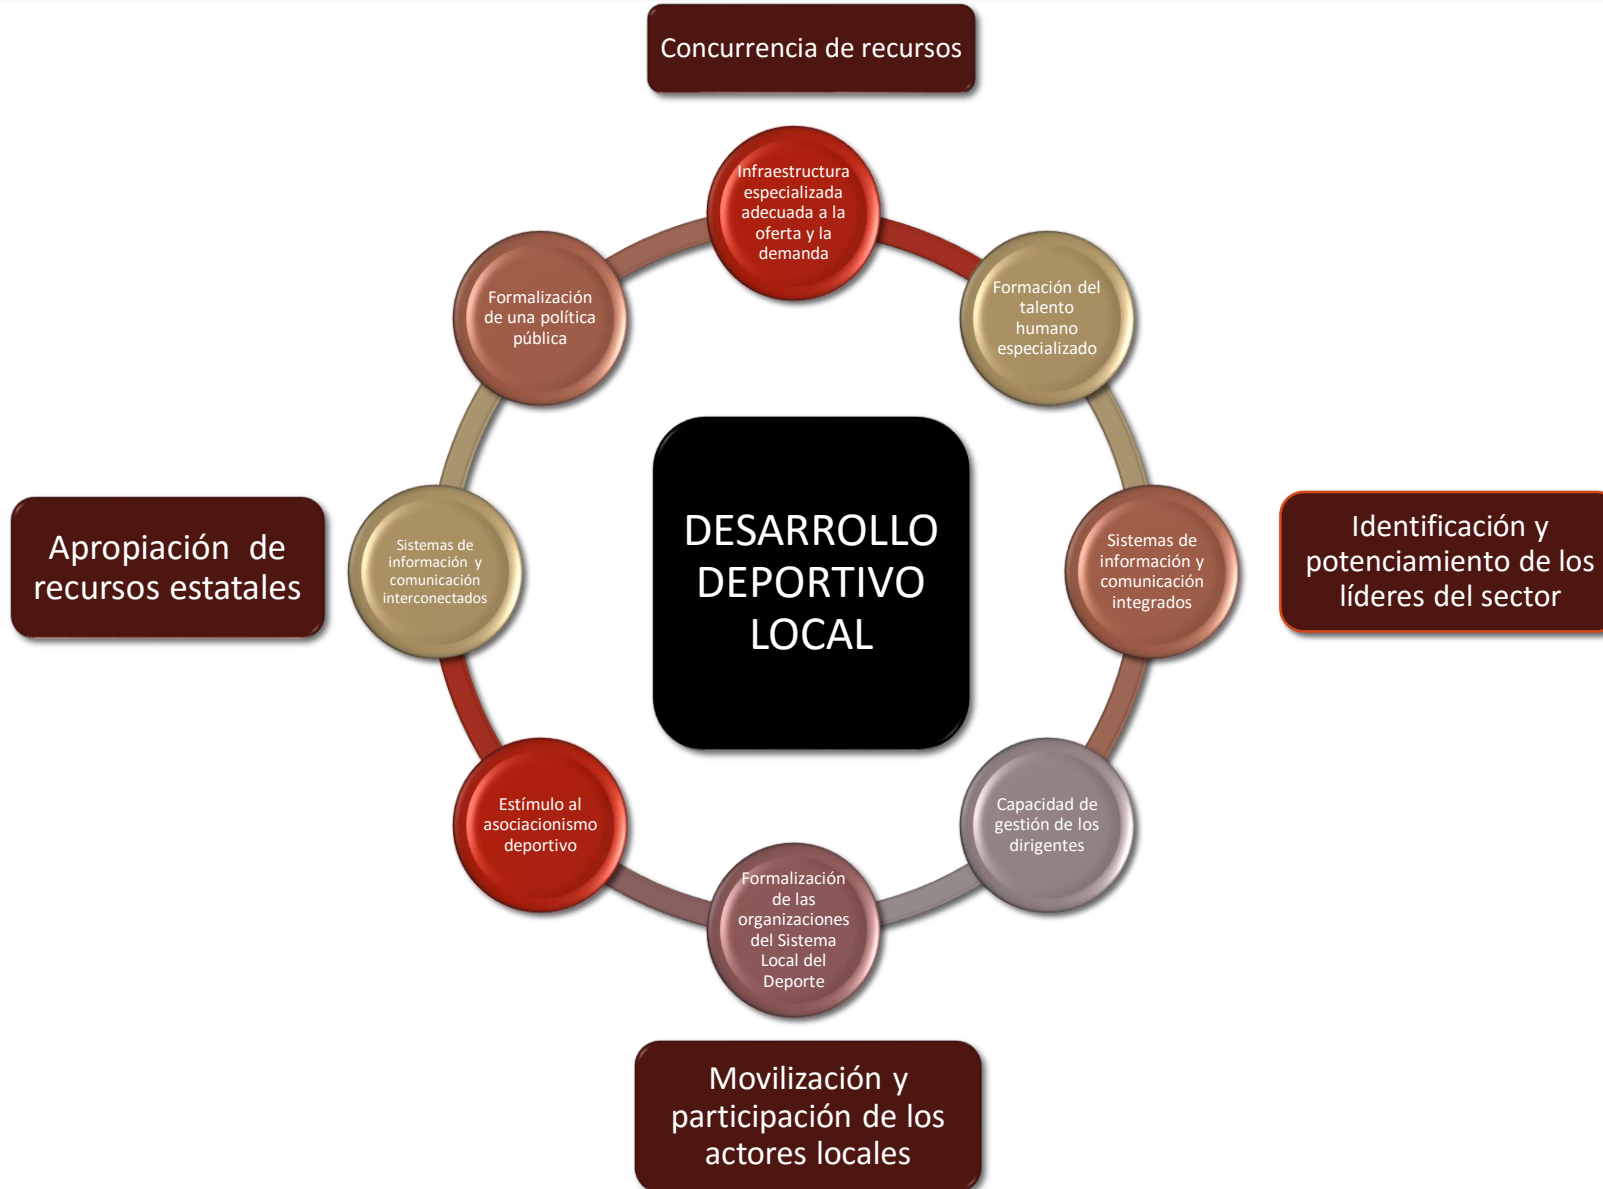 Concurrencia de recursos
Infraestructura
especializada
adecuada a la
oferta y la
demanda
Formación del
talento
humano
especializado
Sistemas de
información y
comunicación
integrados
Capacidad de
gestión de los
dirigentes
Formalización
de las
organizaciones
del Sistema
Local del
Deporte
Estímulo al
asociacionismo
deportivo
Sistemas de
información y
comunicación
interconectados
Formalización
de una política
pública
DESARROLLO
DEPORTIVO
LOCAL
Apropiación de
recursos estatales
Identificación y
potenciamiento de los
líderes del sector
Movilización y
participación de los
actores locales